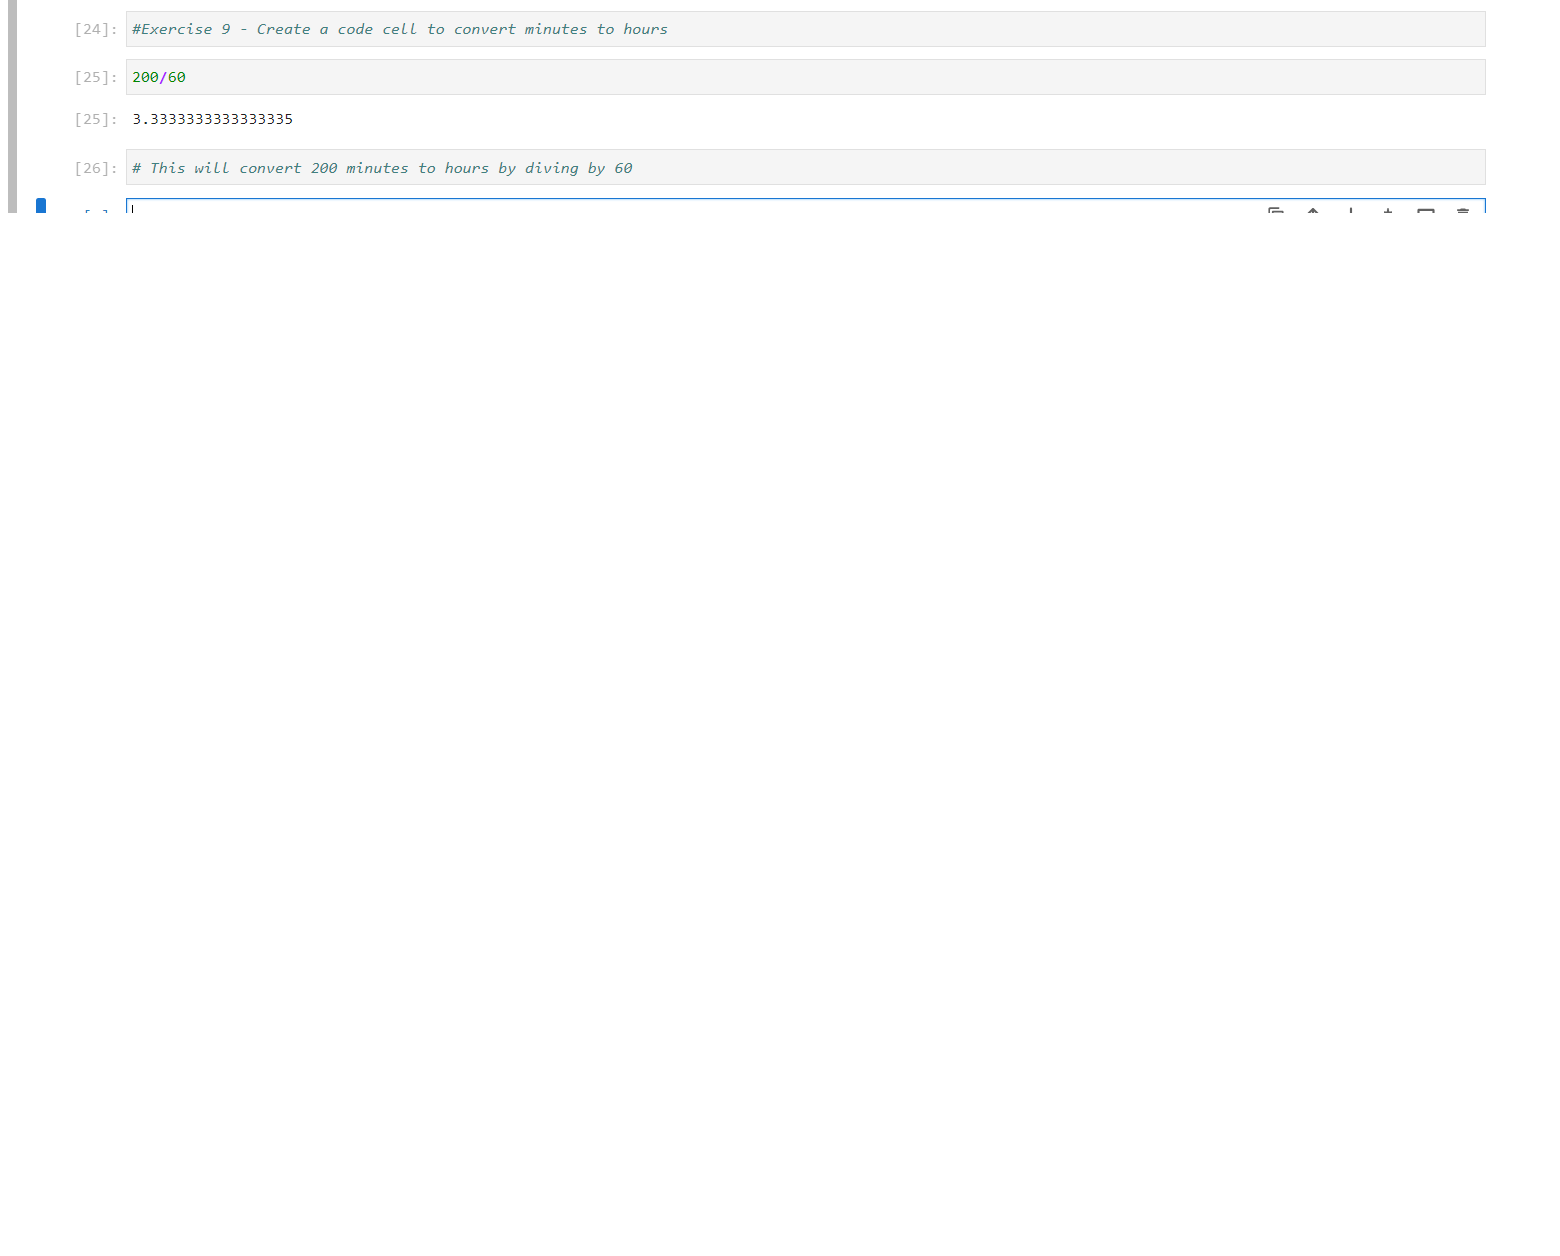 [24]: #Exercise 9 - Create a code cell to convert minutes to hours
[25]: 200/60
[25]: 3.3333333333333335
[26]: # This will convert 200 minutes to hours by diving by 60